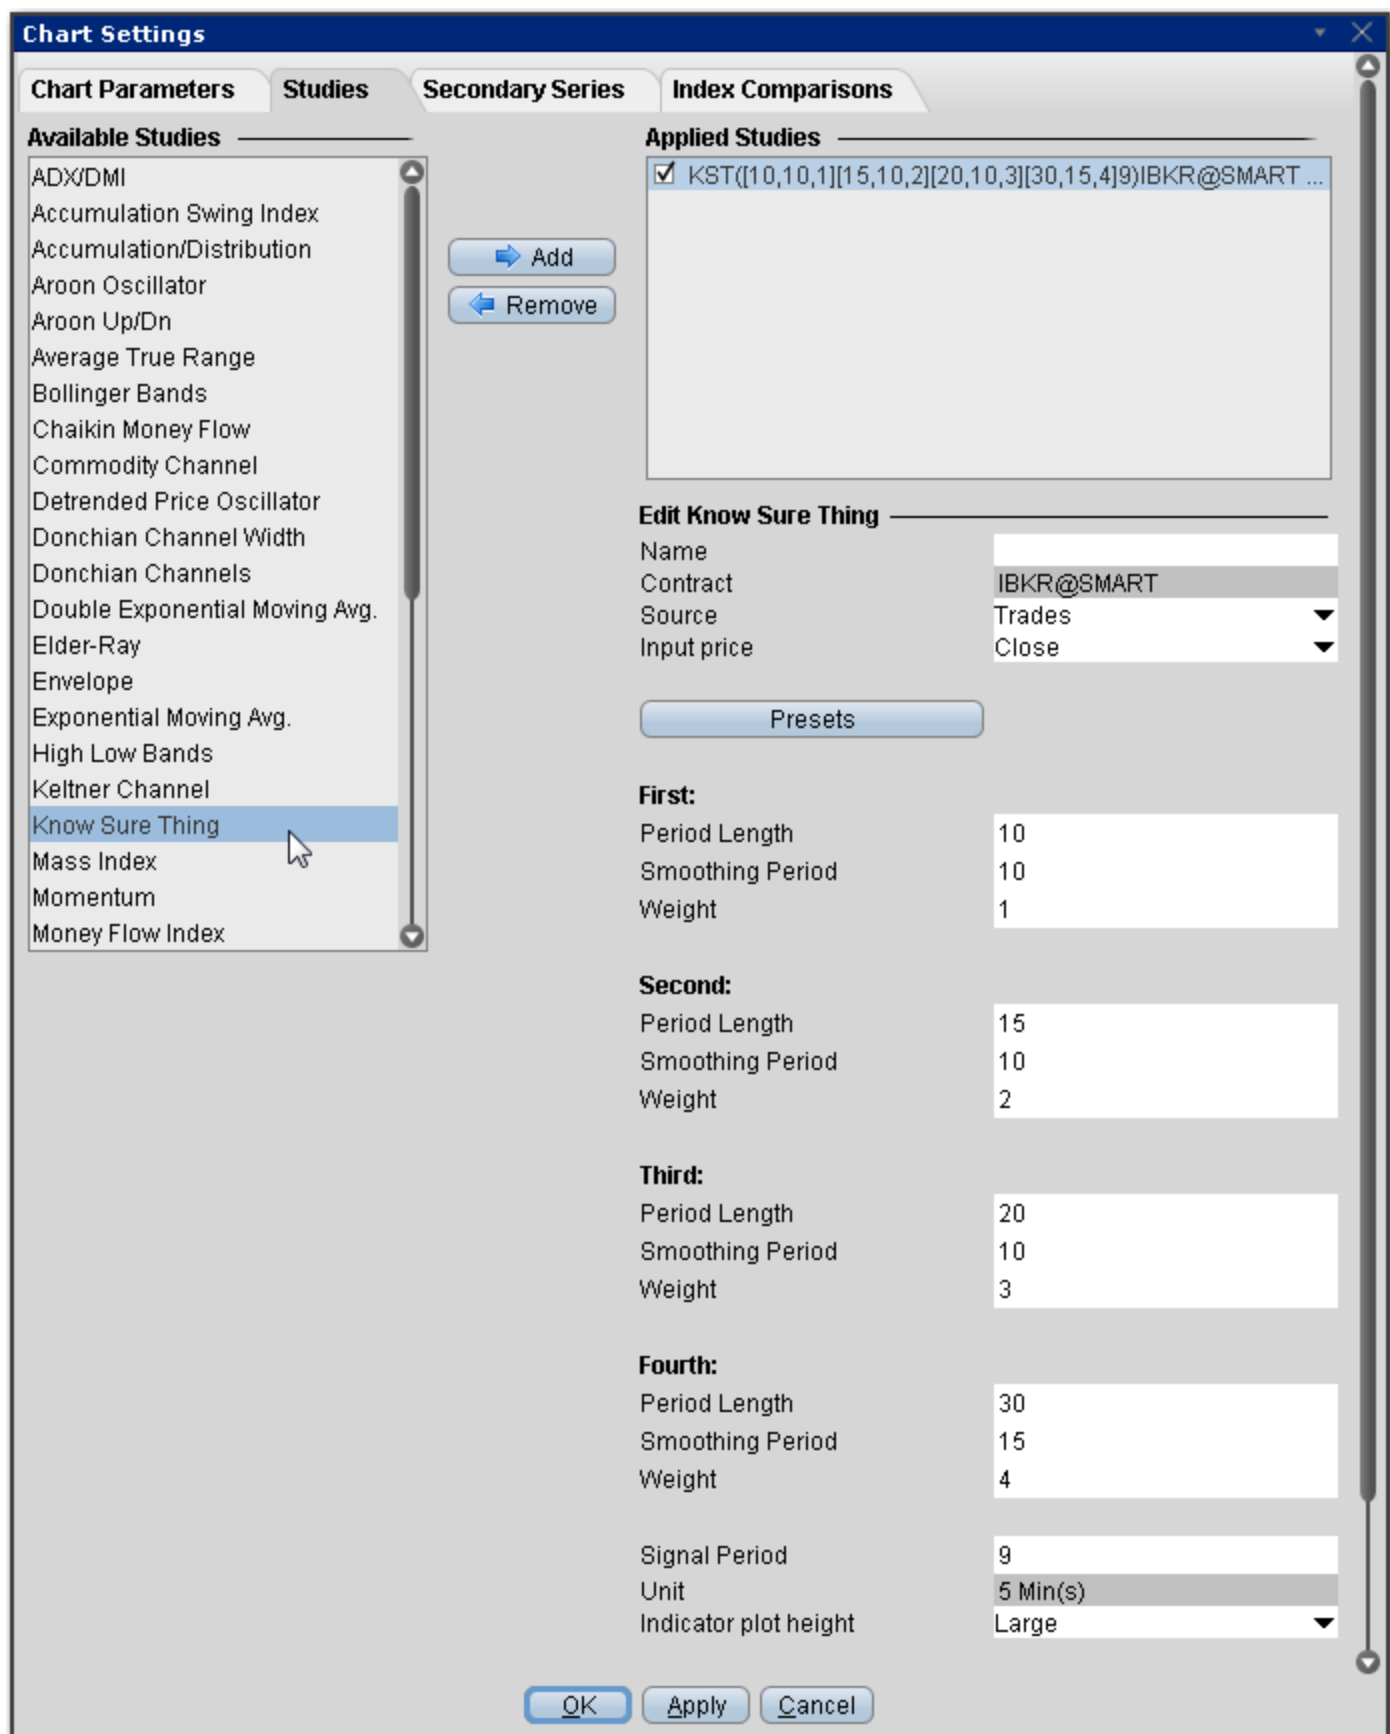 Chart Settings
Chart Parameters Studies Secondary Series Index Comparisons
Available Studies
ADX/DMI
Accumulation Swing Index
Accumulation/Distribution
Aroon Oscillator
Aroon Up/Dn
Average True Range
Bollinger Bands
Chaikin Money Flow
Commodity Channel
Detrended Price Oscillator
Donchian Channel Width
Donchian Channels
Double Exponential Moving Avg.
Elder-Ray
Envelope
Exponential Moving Avg.
High Low Bands
Keltner Channel
Know Sure Thing
Mass Index
Momentum
Money Flow Index
Add
Remove
Applied Studies
KST([10,10,1][15,10,2][20,10,3][30,15,4]9)IBKR@SMART ...
Edit Know Sure Thing
Name
Contract IBKR@SMART
Source Trades
Input price Close
Presets
First:
Period Length 10
Smoothing Period 10
Weight 1
Second:
Period Length 15
Smoothing Period 10
Weight 2
Third:
Period Length 20
Smoothing Period 10
Weight 3
Fourth:
Period Length 30
Smoothing Period 15
Weight 4
Signal Period 9
Unit 5 Min(s)
Indicator plot height Large
OK Apply Cancel